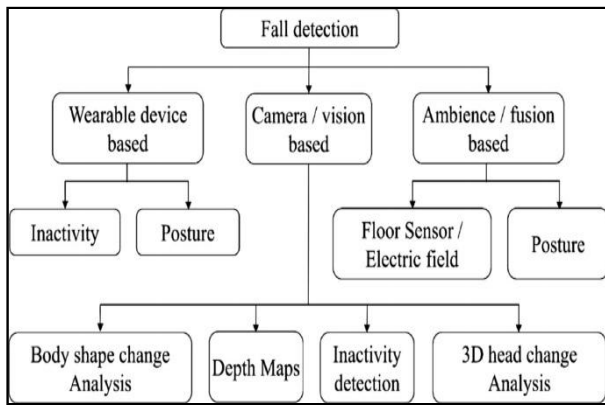 Fall detection
Wearable device
based
Camera / vision
based
Ambience / fusion
based
Inactivity
Posture
Floor Sensor /
Electric field
Posture
Body shape change
Analysis
Depth Maps
Inactivity
detection
3D head change
Analysis